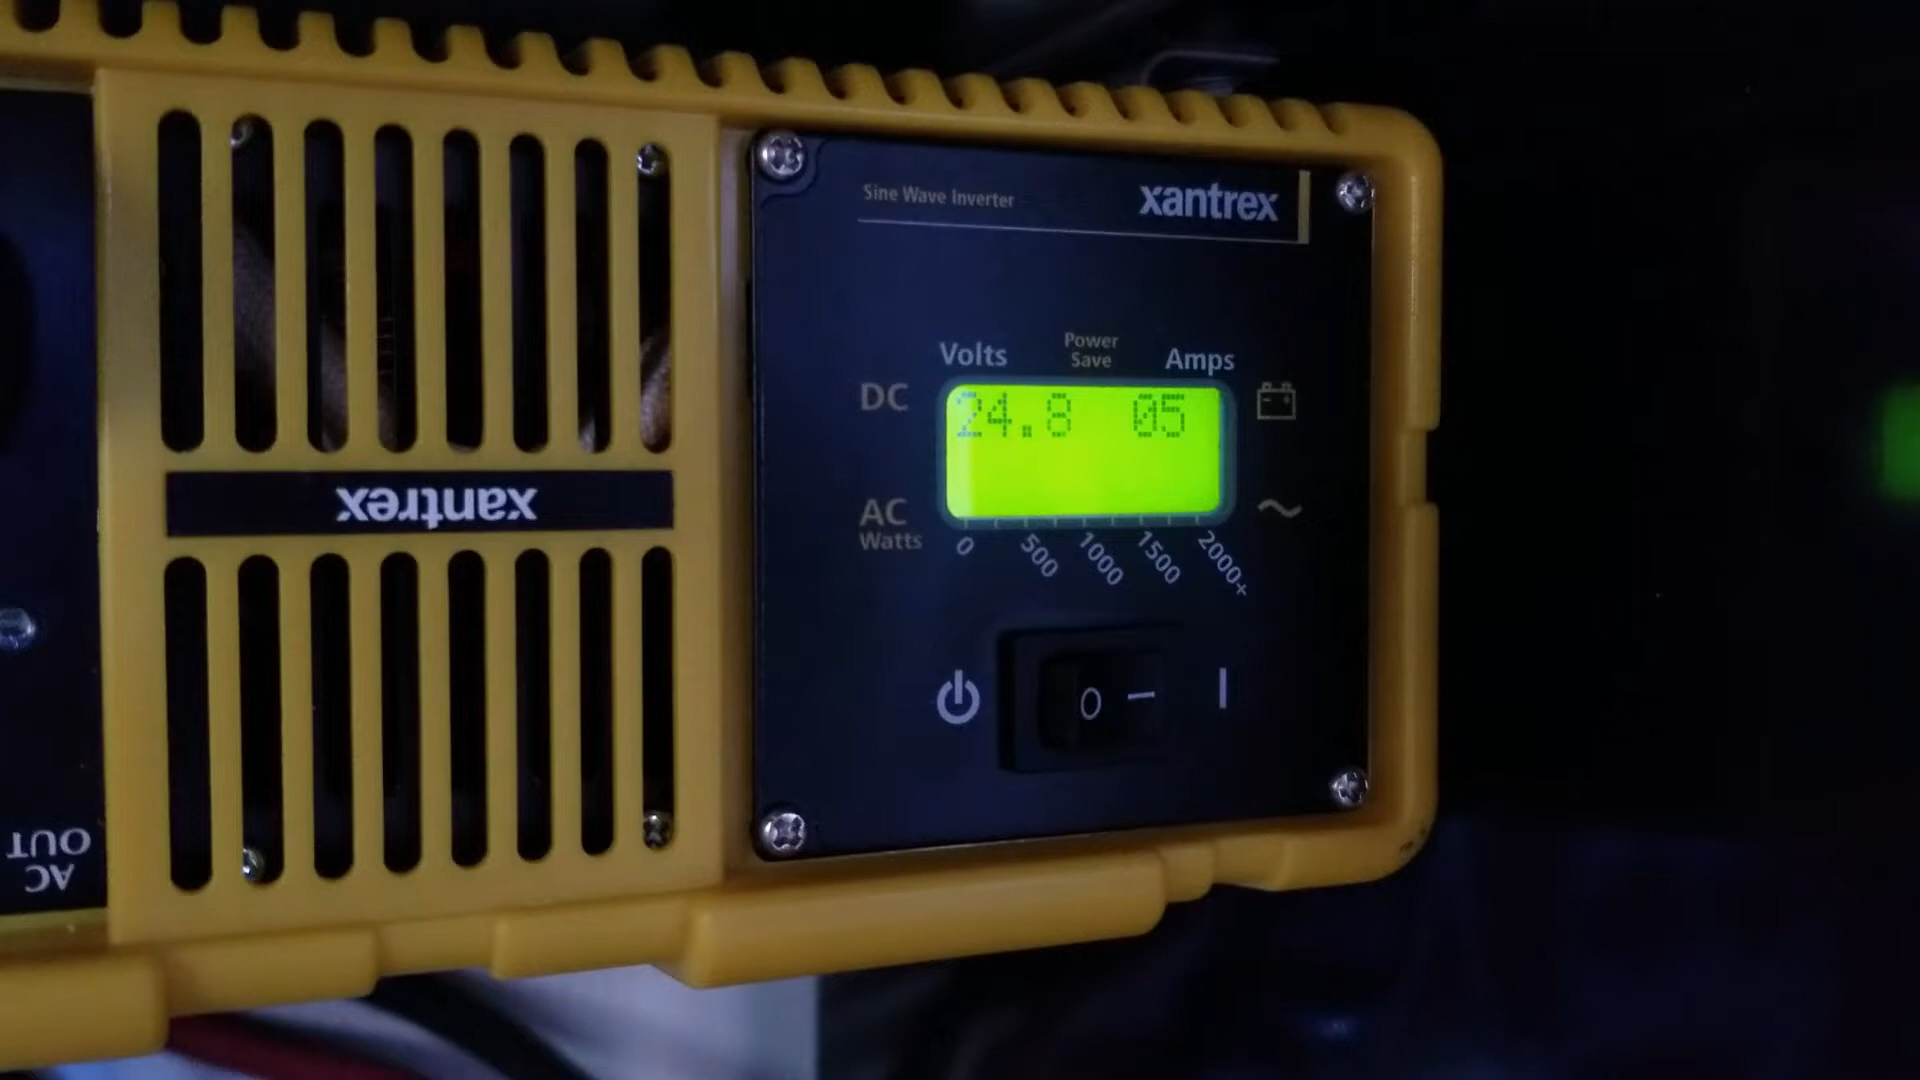 Sine Wave Inverter
xantrex
Volts
Power
Save
Amps
DC
24.8 05
AC
Watts
0 500 1000 1500 2000+
0
xantrex
AC
OUT